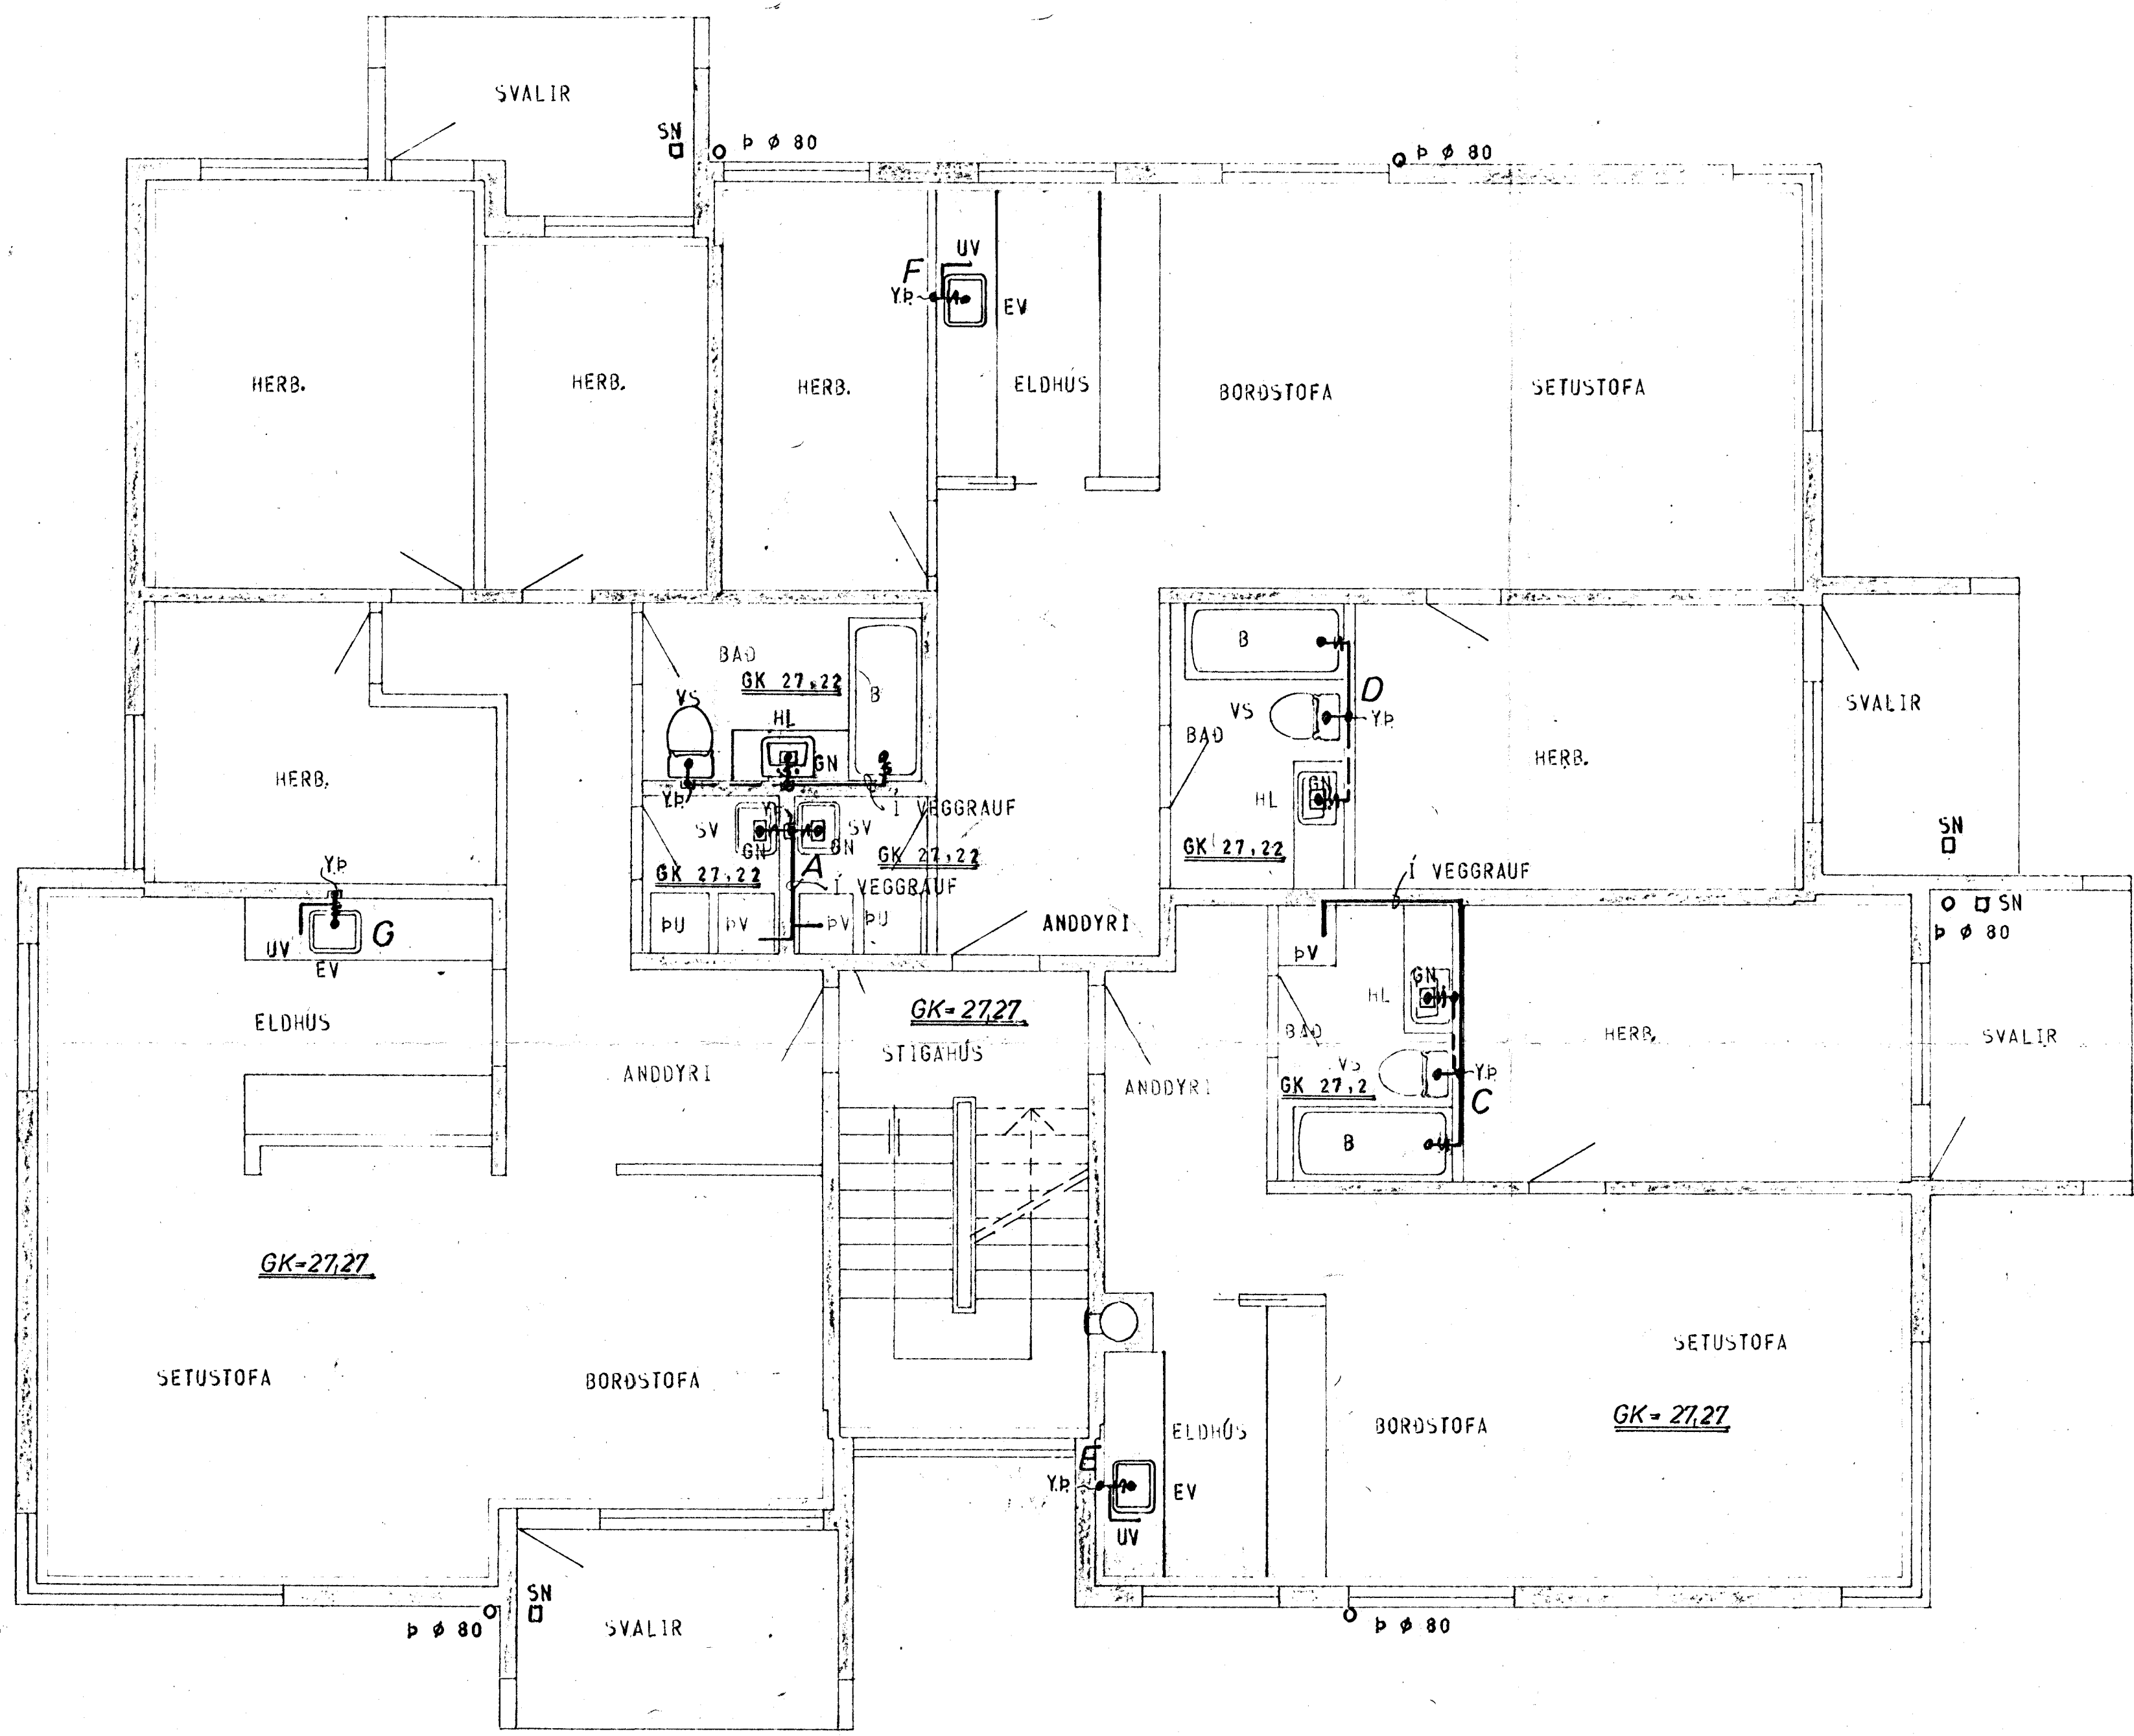 SVALIR
SN
Þ Ø 80
Þ Ø 80
UV
F
Y.Þ.
EV
HERB.
HERB.
HERB.
ELDHÚS
BORÐSTOFA
SETUSTOFA
BAÐ
GK 27,22
VS
HL
B
GN
Y.Þ.
Í VEGGRAUF
SV
SV
GN
GN
GK 27,22
GK 27,22
A
Í VEGGRAUF
ÞU
ÞV
ÞV
ÞU
B
D
VS
Y.Þ.
BAÐ
GN
HL
GK 27,22
HERB.
SVALIR
SN
HERB.
Y.Þ.
G
UV
EV
ELDHÚS
ANDDYRI
Í VEGGRAUF
SN
Þ Ø 80
ÞV
GN
HL
BAÐ
VS
Y.Þ.
GK 27,2
C
B
HERB.
SVALIR
GK = 27,27
STIGAHÚS
ANDDYRI
ANDDYRI
GK=27,27
SETUSTOFA
BORÐSTOFA
SETUSTOFA
GK = 27,27
BORÐSTOFA
ELDHÚS
E
Y.Þ.
EV
UV
SN
Þ Ø 80
SVALIR
Þ Ø 80